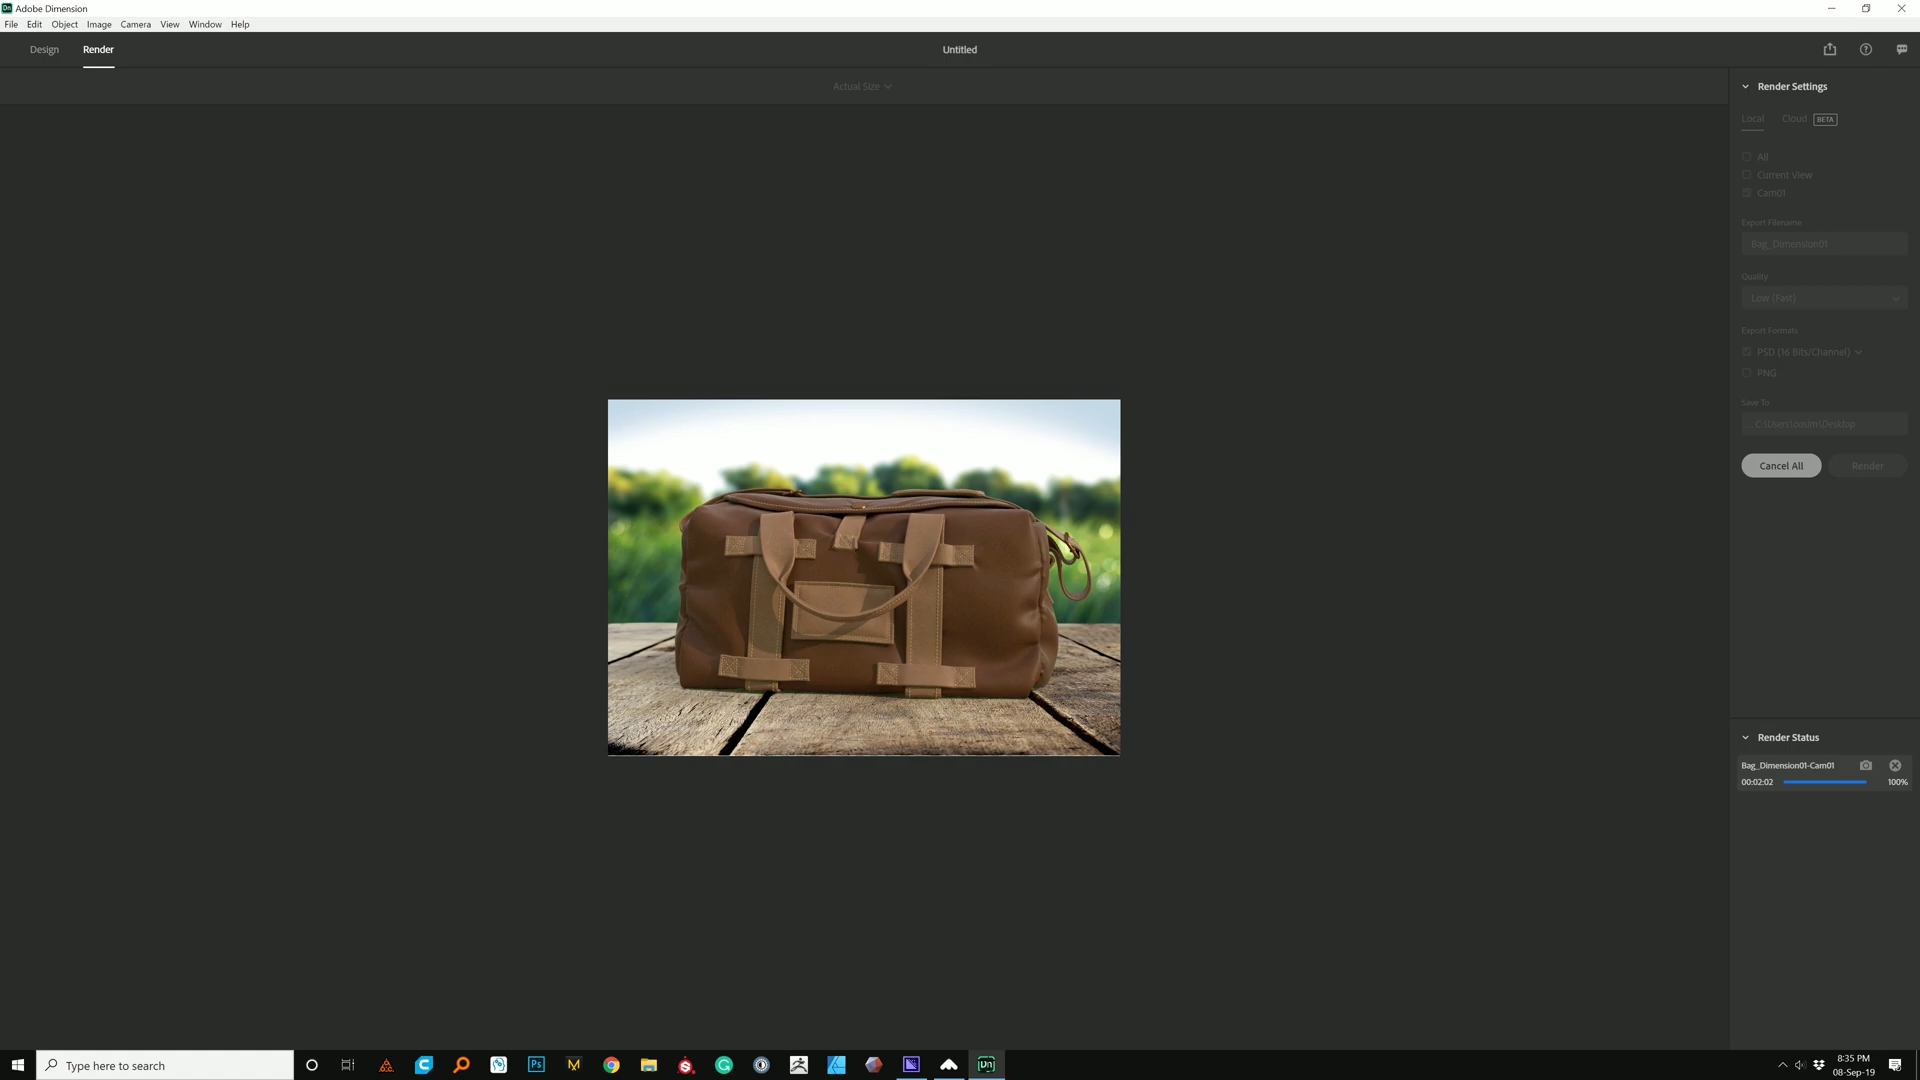 Adobe Dimension
File Edit Object Image Camera View Window Help
Design Render Untitled
Actual Size
Render Settings
Local Cloud BETA
All
Current View
Cam01
Export Filename
Bag_Dimension01
Quality
Low (Fast)
Export Formats
PSD (16 Bits/Channel)
PNG
Save To
Cancel All Render
Render Status
Bag_Dimension01-Cam01
00:02:02 100%
Type here to search
Ps
Dn
8:35 PM
08-Sep-19